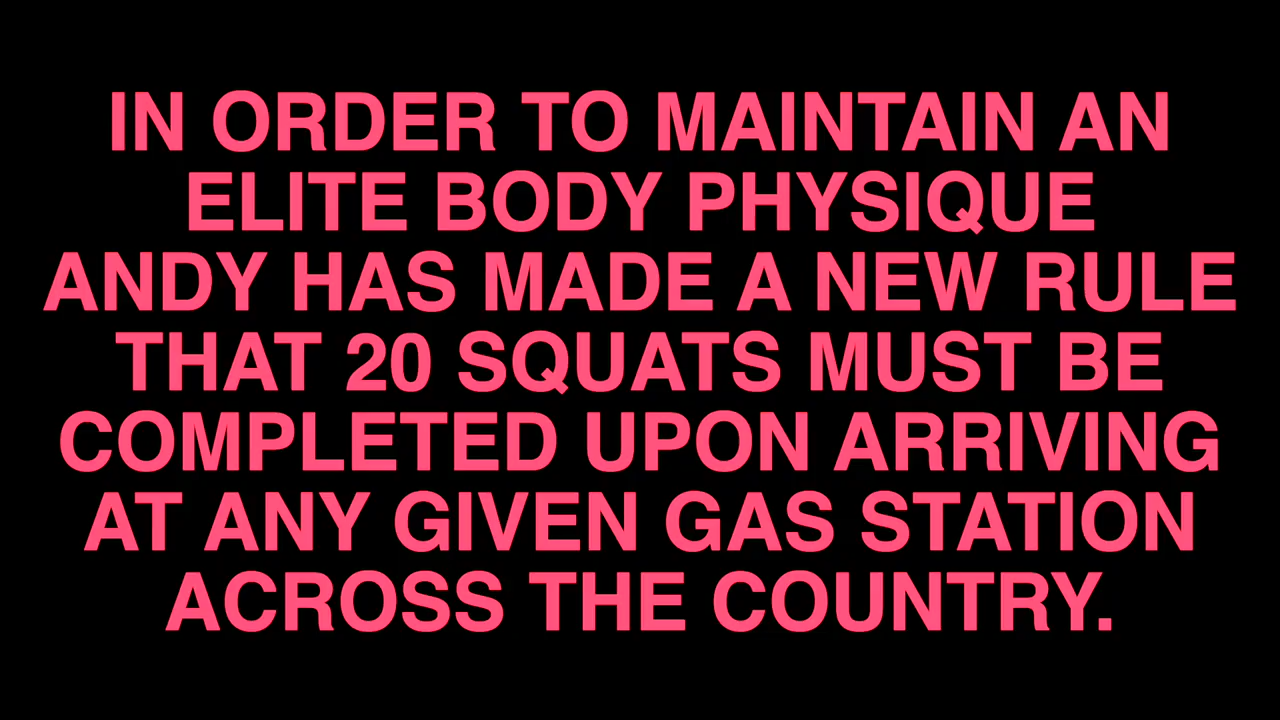 IN ORDER TO MAINTAIN AN
ELITE BODY PHYSIQUE
ANDY HAS MADE A NEW RULE
THAT 20 SQUATS MUST BE
COMPLETED UPON ARRIVING
AT ANY GIVEN GAS STATION
ACROSS THE COUNTRY.